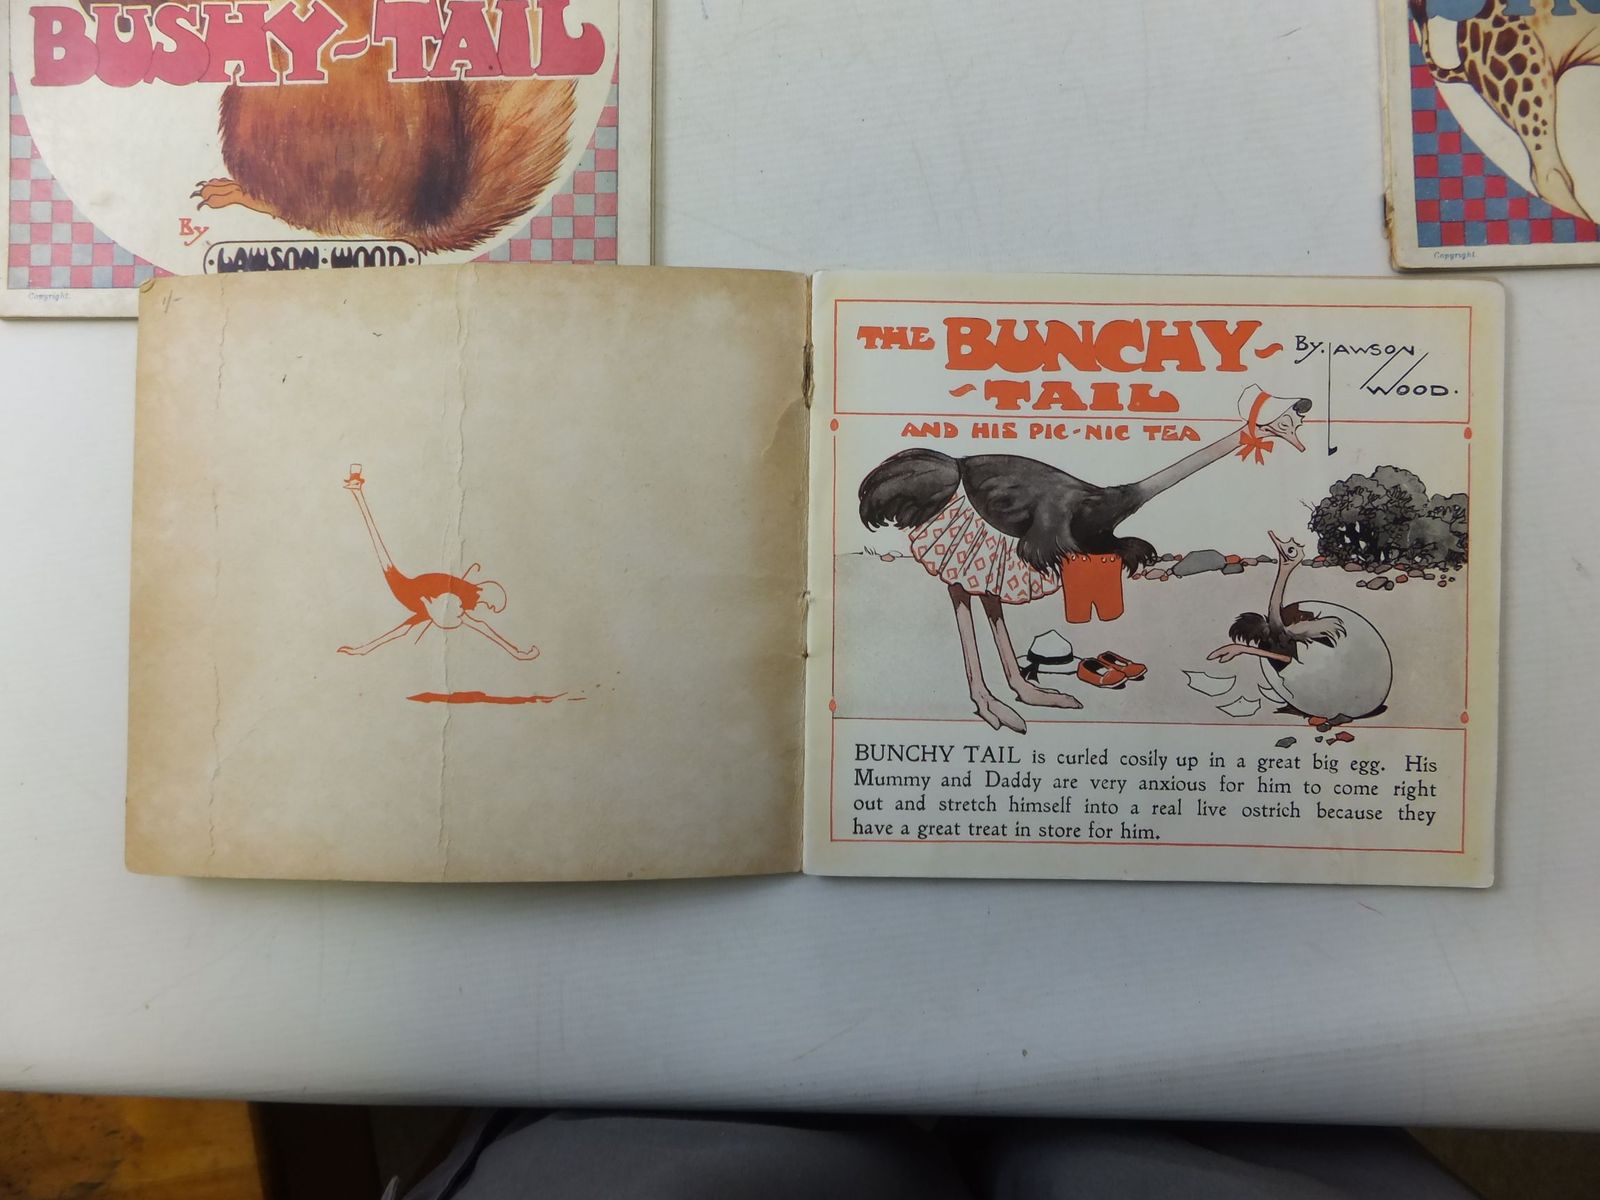 BUSHY-TAIL
By
LAWSON·WOOD·
Copyright.
Copyright.
1/-
THE BUNCHY-
-TAIL
By. LAWSON
WOOD.
AND HIS PIC-NIC TEA
BUNCHY TAIL is curled cosily up in a great big egg. His
Mummy and Daddy are very anxious for him to come right
out and stretch himself into a real live ostrich because they
have a great treat in store for him.